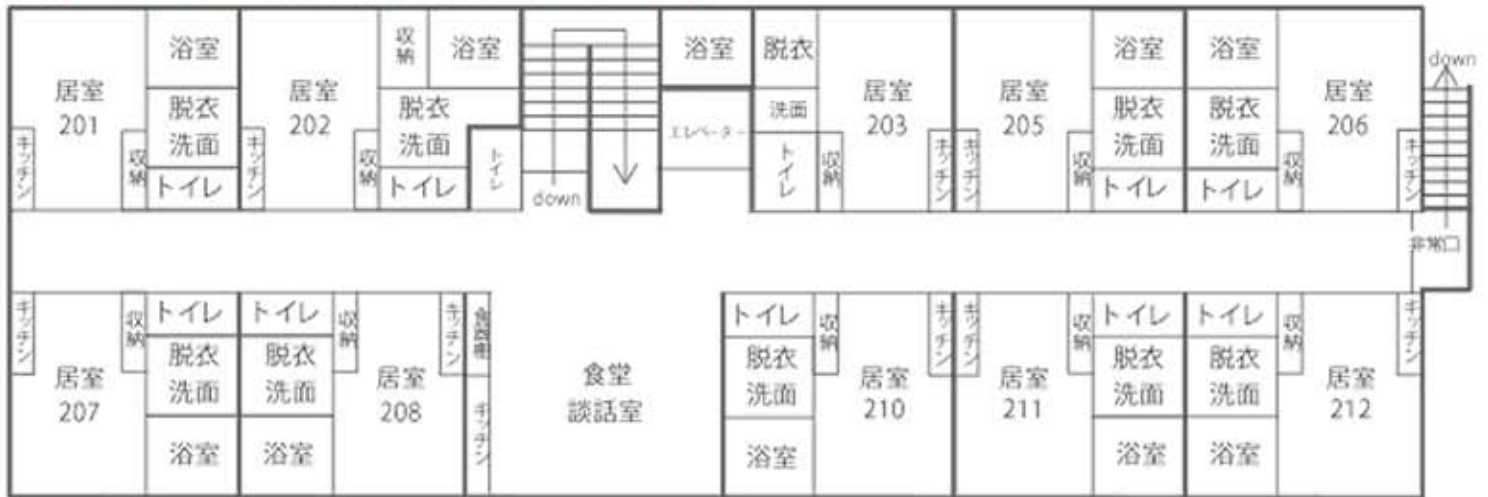 浴室
収納
浴室
浴室
脱衣
浴室
浴室
down
居室
201
脱衣
洗面
居室
202
脱衣
洗面
エレベーター
洗面
居室
203
居室
205
脱衣
洗面
脱衣
洗面
居室
206
キッチン
収納
トイレ
キッチン
収納
トイレ
トイレ
down
トイレ
収納
キッチン
キッチン
収納
トイレ
トイレ
収納
キッチン
非常口
キッチン
収納
トイレ
トイレ
収納
キッチン
食器棚
トイレ
収納
キッチン
キッチン
収納
トイレ
トイレ
収納
キッチン
居室
207
脱衣
洗面
脱衣
洗面
居室
208
キッチン
食堂
談話室
脱衣
洗面
居室
210
居室
211
脱衣
洗面
脱衣
洗面
居室
212
浴室
浴室
浴室
浴室
浴室